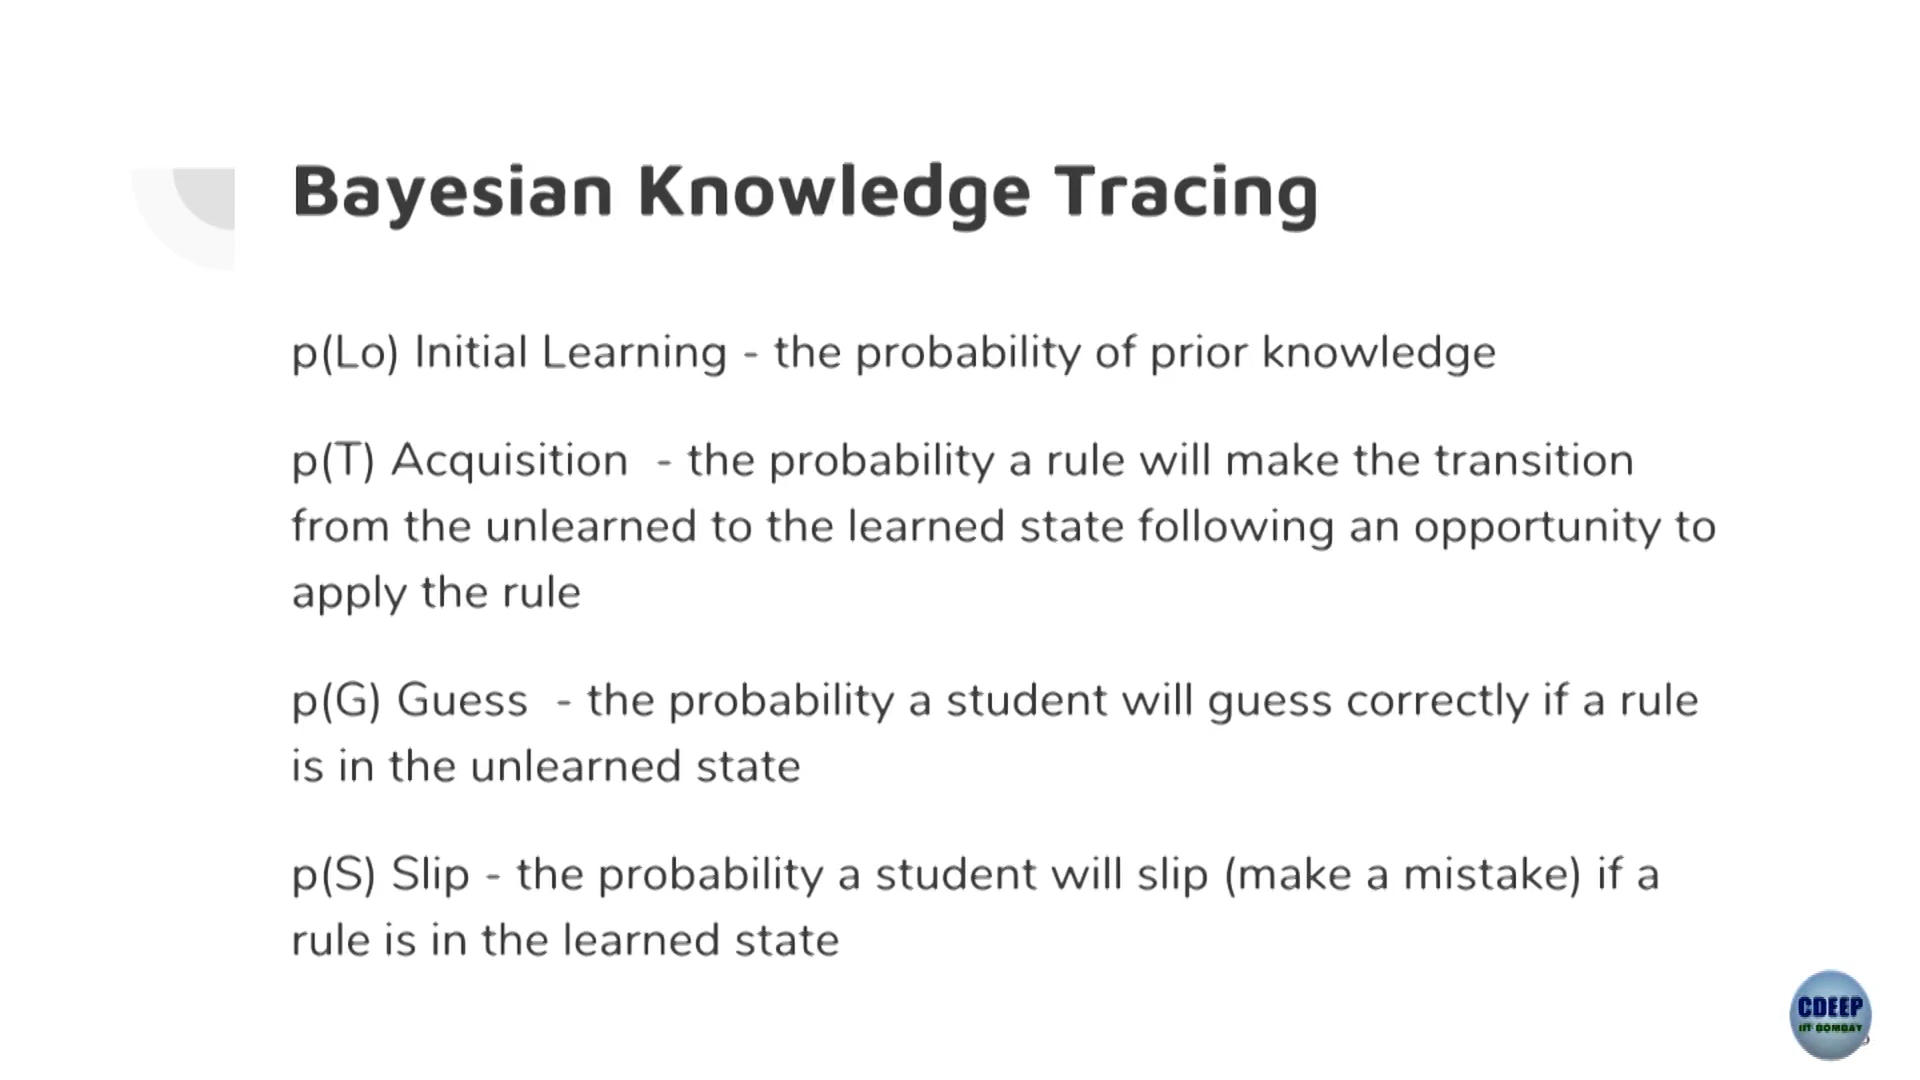 Bayesian Knowledge Tracing
p(Lo) Initial Learning - the probability of prior knowledge
p(T) Acquisition  - the probability a rule will make the transition
from the unlearned to the learned state following an opportunity to
apply the rule
p(G) Guess  - the probability a student will guess correctly if a rule
is in the unlearned state
p(S) Slip - the probability a student will slip (make a mistake) if a
rule is in the learned state
CDEEP
IIT BOMBAY